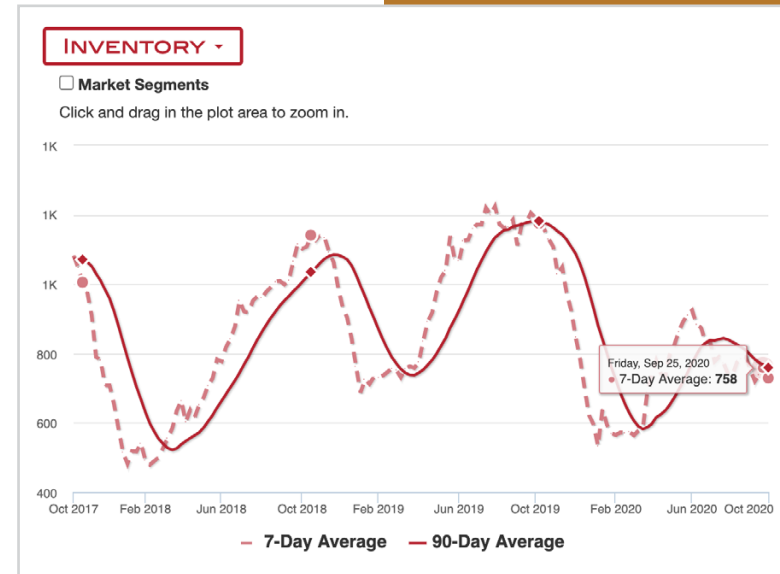 INVENTORY
Market Segments
Click and drag in the plot area to zoom in.
1K
1K
1K
800
600
400
Friday, Sep 25, 2020
7-Day Average: 758
Oct 2017 Feb 2018 Jun 2018 Oct 2018 Feb 2019 Jun 2019 Oct 2019 Feb 2020 Jun 2020 Oct 2020
7-Day Average 90-Day Average